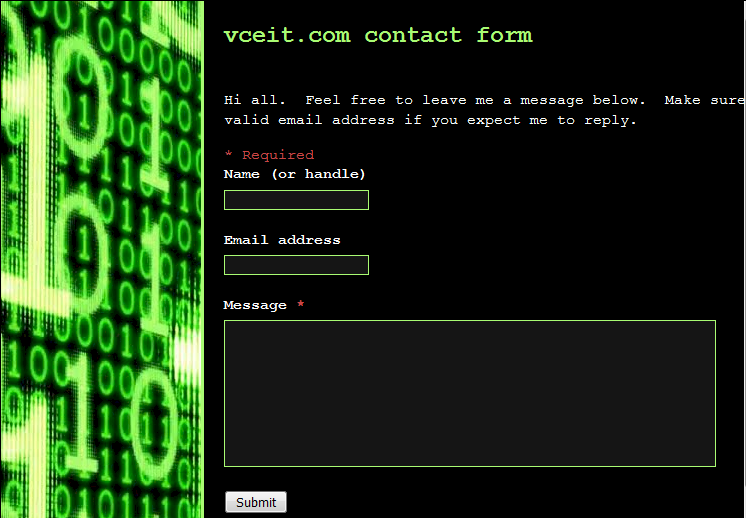 vceit.com contact form
Hi all.  Feel free to leave me a message below.  Make sure
valid email address if you expect me to reply.
* Required
Name (or handle)
Email address
Message *
Submit